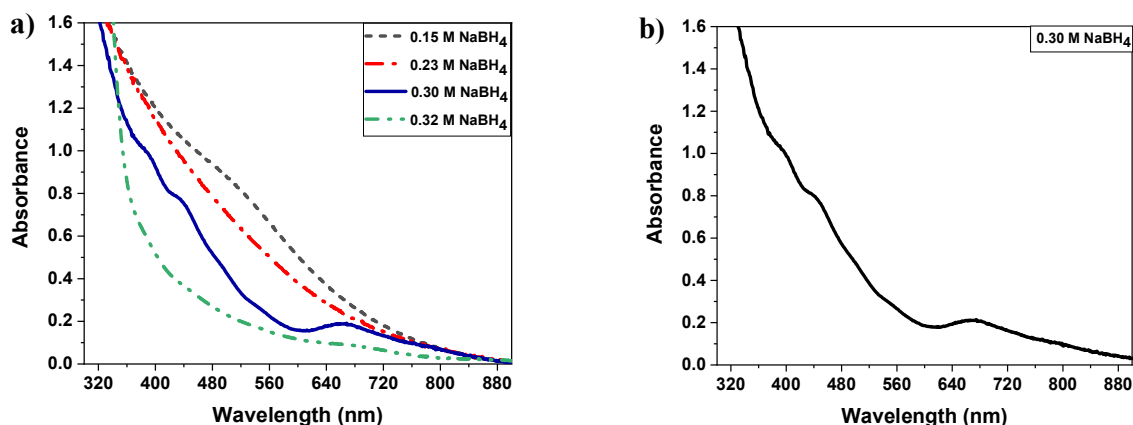 a)
1.6
1.4
1.2
1.0
0.8
0.6
0.4
0.2
0.0
Absorbance
0.15 M NaBH4
0.23 M NaBH4
0.30 M NaBH4
0.32 M NaBH4
320 400 480 560 640 720 800 880
Wavelength (nm)
b)
1.6
1.4
1.2
1.0
0.8
0.6
0.4
0.2
0.0
Absorbance
0.30 M NaBH4
320 400 480 560 640 720 800 880
Wavelength (nm)